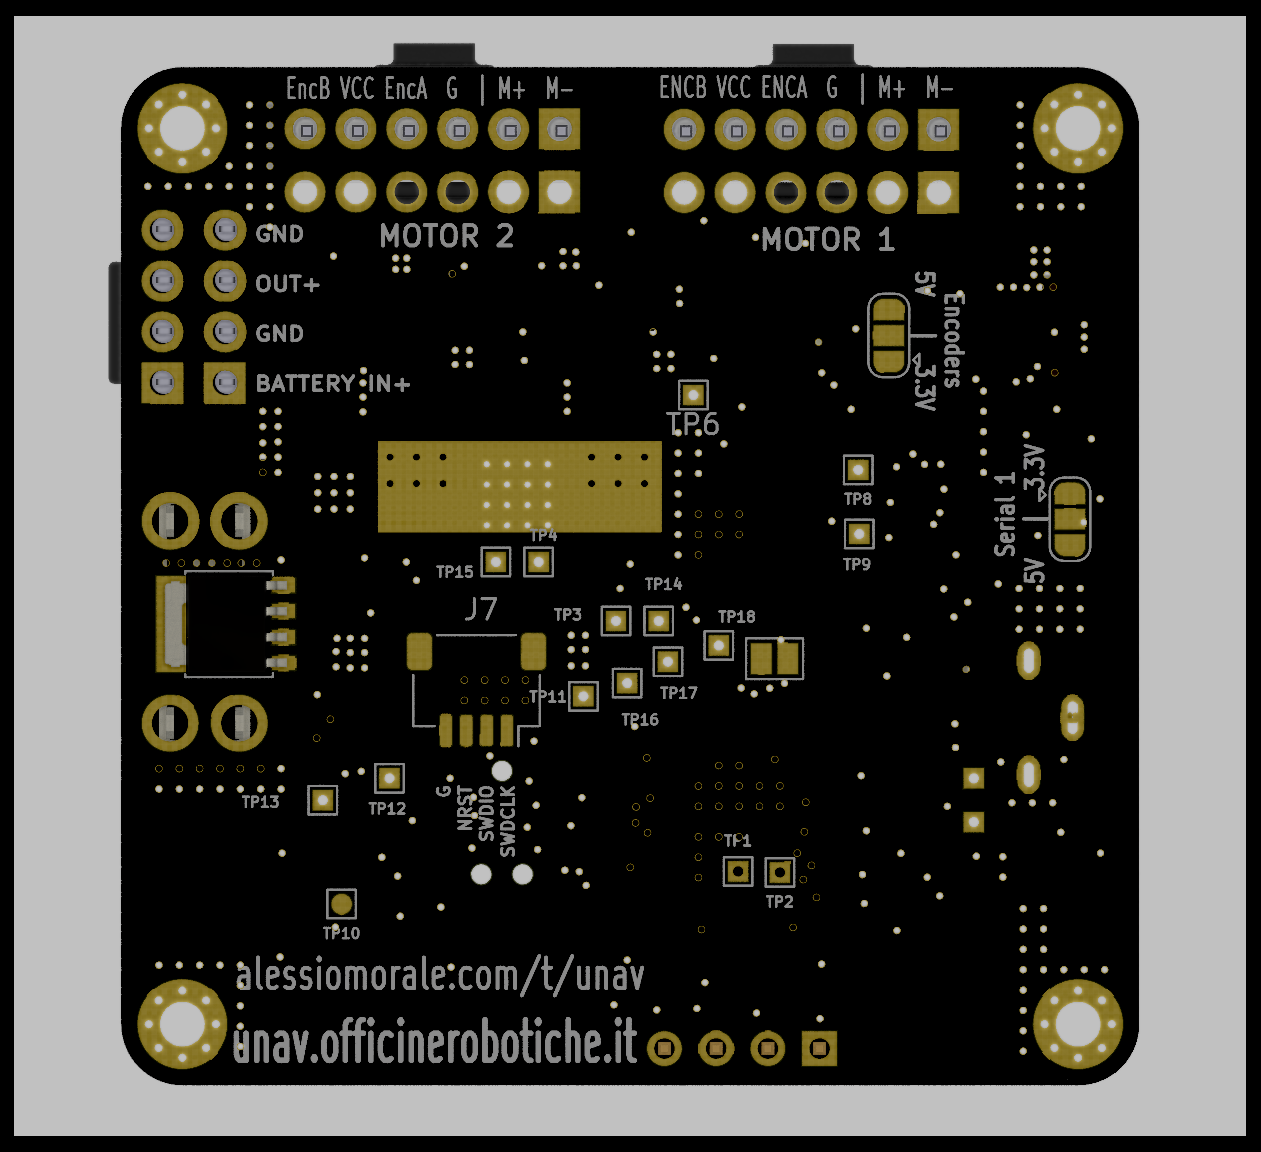 EncB VCC EncA G | M+ M-
ENCB VCC ENCA G | M+ M-
MOTOR 2
MOTOR 1
GND
OUT+
GND
BATTERY IN+
5V
Encoders
3.3V
TP6
TP8
3.3V
Serial 1
5V
TP4
TP15
TP9
TP14
J7
TP3
TP18
TP11
TP17
TP16
TP13
TP12
G
NRST
SWDIO
SWDCLK
TP1
TP2
TP10
alessiomorale.com/t/unav
unav.officinerobotiche.it